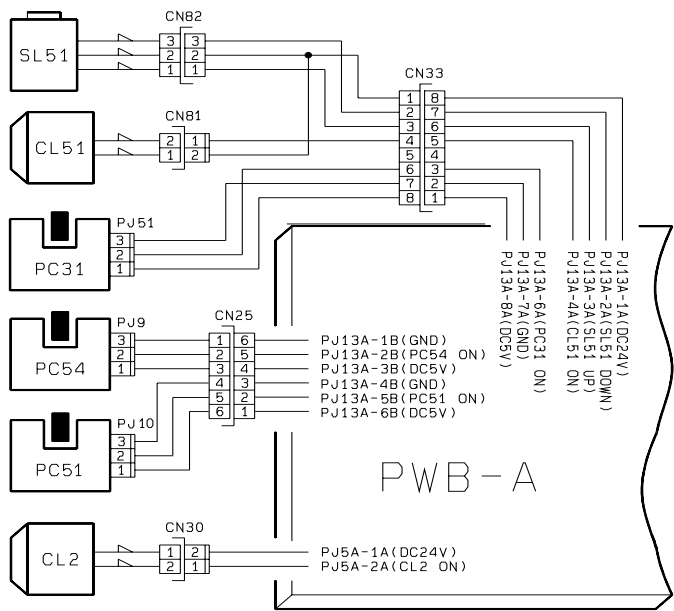 CN82
SL51
3 3
2 2
1 1
CN33
CN81
CL51
2 1
1 2
1 8
2 7
3 6
4 5
5 4
6 3
7 2
8 1
PJ51
PC31
3
2
1
PJ13A-8A(DC5V)
PJ13A-7A(GND)
PJ13A-6A(PC31 ON)
PJ13A-4A(CL51 ON)
PJ13A-3A(SL51 UP)
PJ13A-2A(SL51 DOWN)
PJ13A-1A(DC24V)
PJ9
CN25
PC54
3
2
1
1 6
2 5
3 4
4 3
5 2
6 1
PJ13A-1B(GND)
PJ13A-2B(PC54 ON)
PJ13A-3B(DC5V)
PJ13A-4B(GND)
PJ13A-5B(PC51 ON)
PJ13A-6B(DC5V)
PJ10
PC51
3
2
1
PWB-A
CN30
CL2
1 2
2 1
PJ5A-1A(DC24V)
PJ5A-2A(CL2 ON)